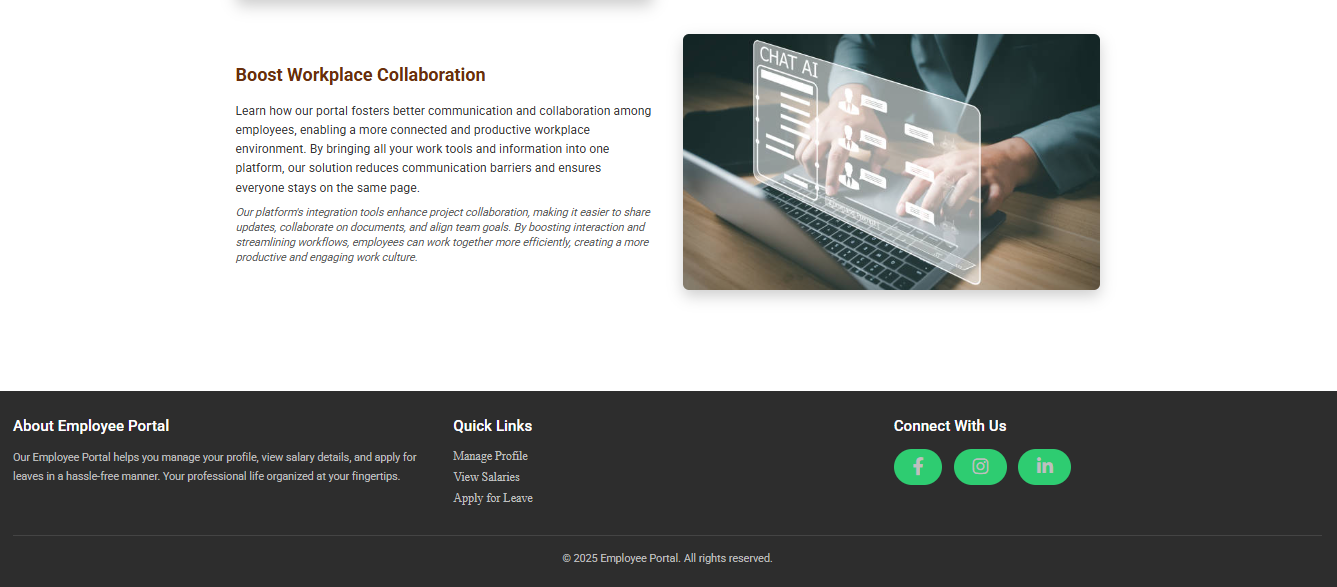 Boost Workplace Collaboration
Learn how our portal fosters better communication and collaboration among
employees, enabling a more connected and productive workplace
environment. By bringing all your work tools and information into one
platform, our solution reduces communication barriers and ensures
everyone stays on the same page.
Our platform's integration tools enhance project collaboration, making it easier to share
updates, collaborate on documents, and align team goals. By boosting interaction and
streamlining workflows, employees can work together more efficiently, creating a more
productive and engaging work culture.
CHAT AI
About Employee Portal
Our Employee Portal helps you manage your profile, view salary details, and apply for
leaves in a hassle-free manner. Your professional life organized at your fingertips.
Quick Links
Manage Profile
View Salaries
Apply for Leave
Connect With Us
© 2025 Employee Portal. All rights reserved.